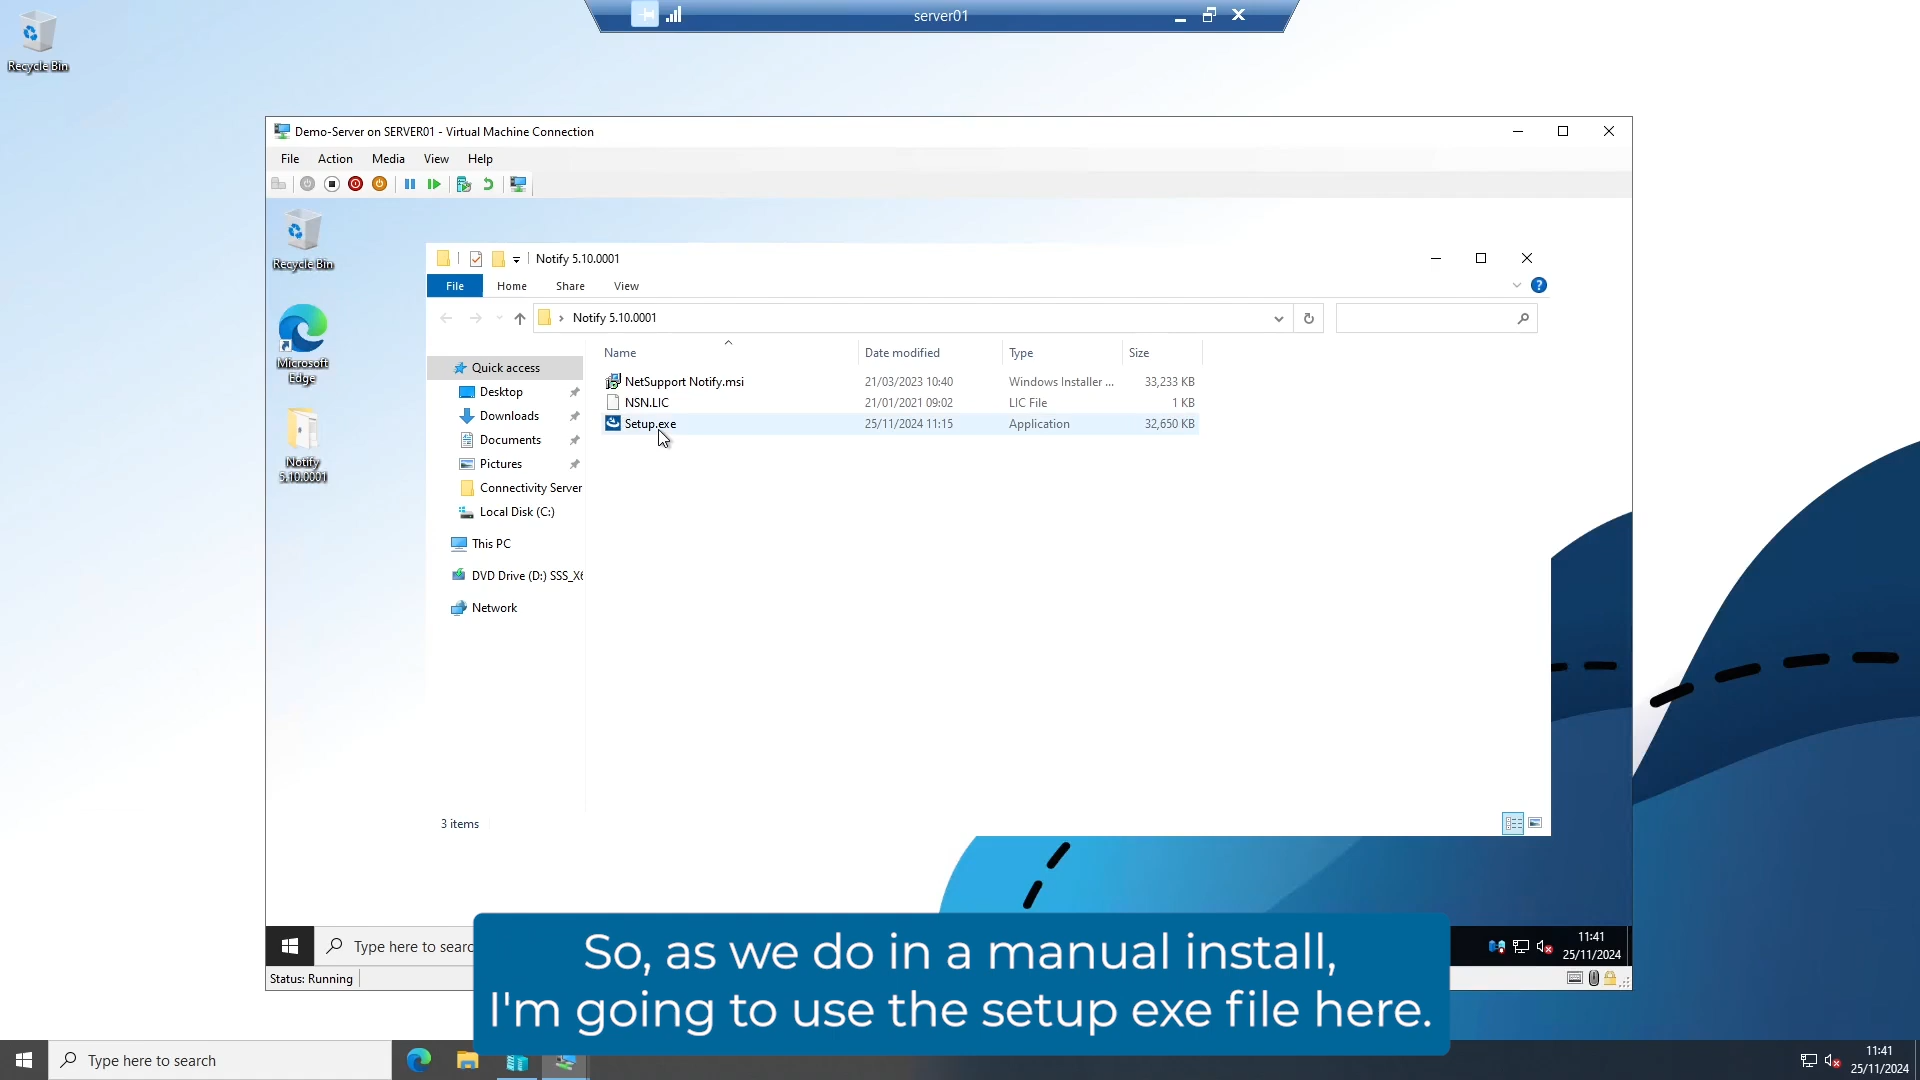 server01
Recycle Bin
Demo-Server on SERVER01 - Virtual Machine Connection
File Action Media View Help
Recycle Bin
Microsoft
Edge
Notify
5.10.0001
Notify 5.10.0001
File Home Share View
Notify 5.10.0001
Name Date modified Type Size
NetSupport Notify.msi 21/03/2023 10:40 Windows Installer ... 33,233 KB
NSN.LIC 21/01/2021 09:02 LIC File 1 KB
Setup.exe 25/11/2024 11:15 Application 32,650 KB
Quick access
Desktop
Downloads
Documents
Pictures
Connectivity Server
Local Disk (C:)
This PC
DVD Drive (D:) SSS_X6
Network
3 items
Type here to searc
11:41
25/11/2024
Status: Running
So, as we do in a manual install,
I'm going to use the setup exe file here.
Type here to search
11:41
25/11/2024